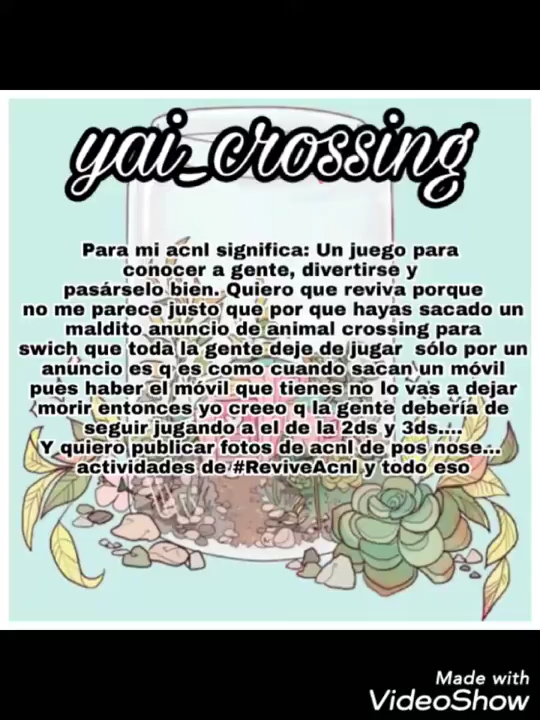 yai_crossing
Para mi acnl significa: Un juego para
conocer a gente, divertirse y
pasárselo bien. Quiero que reviva porque
no me parece justo que por que hayas sacado un
maldito anuncio de animal crossing para
swich que toda la gente deje de jugar sólo por un
anuncio es q es como cuando sacan un móvil
pues haber el móvil que tienes no lo vas a dejar
morir entonces yo creeo q la gente debería de
seguir jugando a el de la 2ds y 3ds....
Y quiero publicar fotos de acnl de pos nose...
actividades de #ReviveAcnl y todo eso
Made with
VideoShow